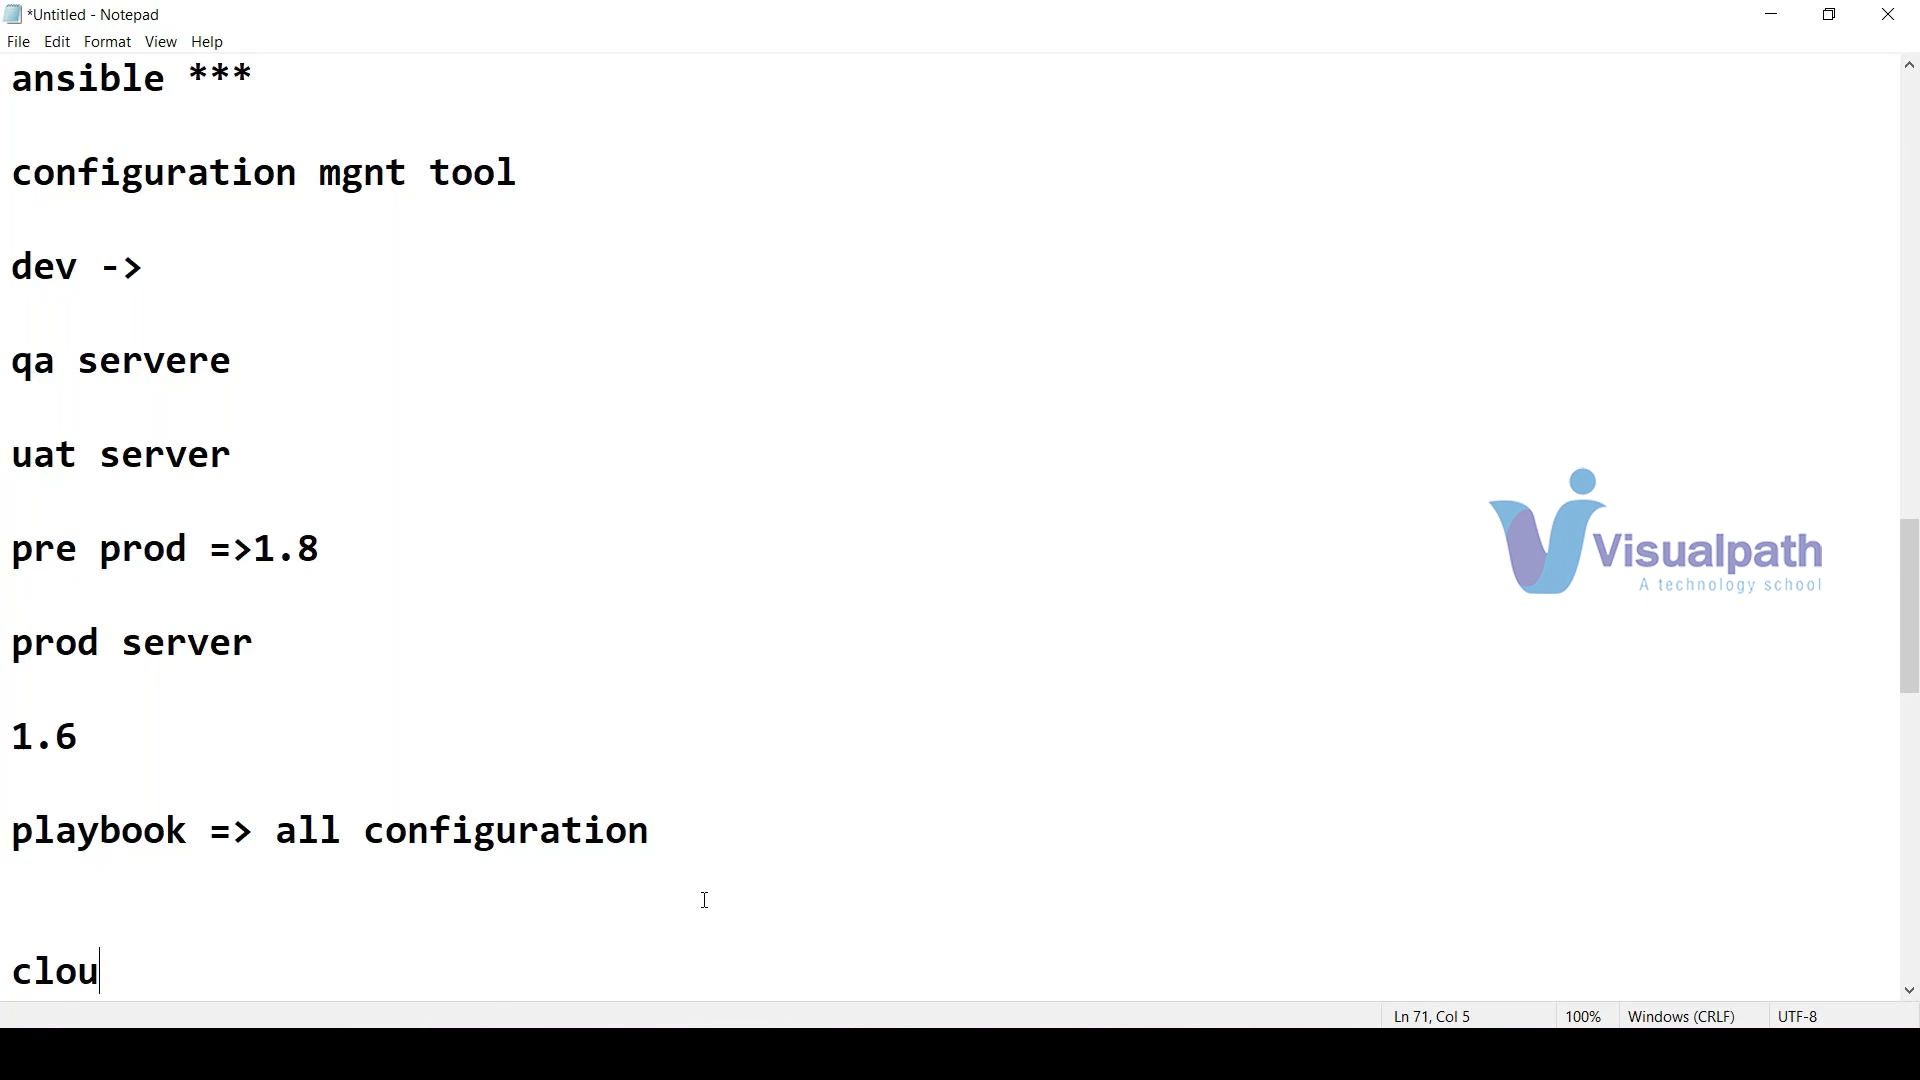 *Untitled - Notepad
File Edit Format View Help
ansible ***
configuration mgnt tool
dev ->
qa servere
uat server
pre prod =>1.8
prod server
1.6
playbook => all configuration
clou
Visualpath
A technology school
Ln 71, Col 5 100% Windows (CRLF) UTF-8